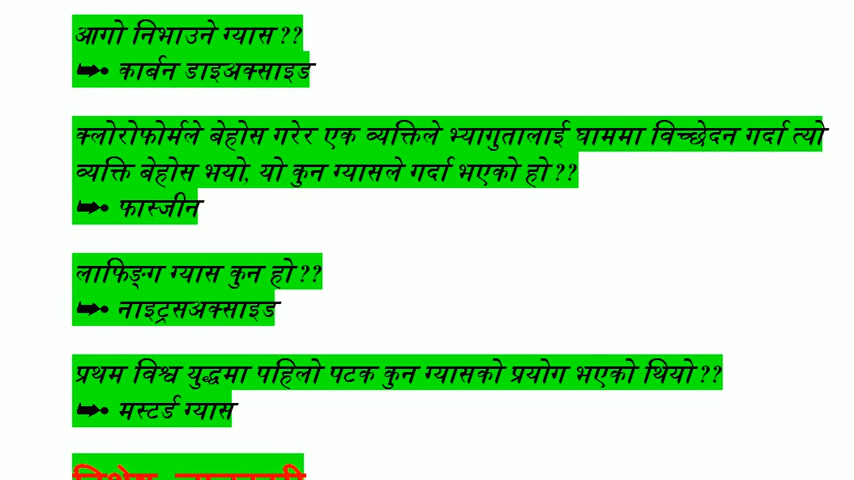 आगो निभाउने ग्यास??
➨• कार्बन डाइअक्साइड
क्लोरोफोर्मले बेहोस गरेर एक व्यक्तिले भ्यागुतालाई घाममा विच्छेदन गर्दा त्यो
व्यक्ति बेहोस भयो, यो कुन ग्यासले गर्दा भएको हो??
➨• फास्जीन
लाफिङ्ग ग्यास कुन हो??
➨• नाइट्रसअक्साइड
प्रथम विश्व युद्धमा पहिलो पटक कुन ग्यासको प्रयोग भएको थियो??
➨• मस्टर्ड ग्यास